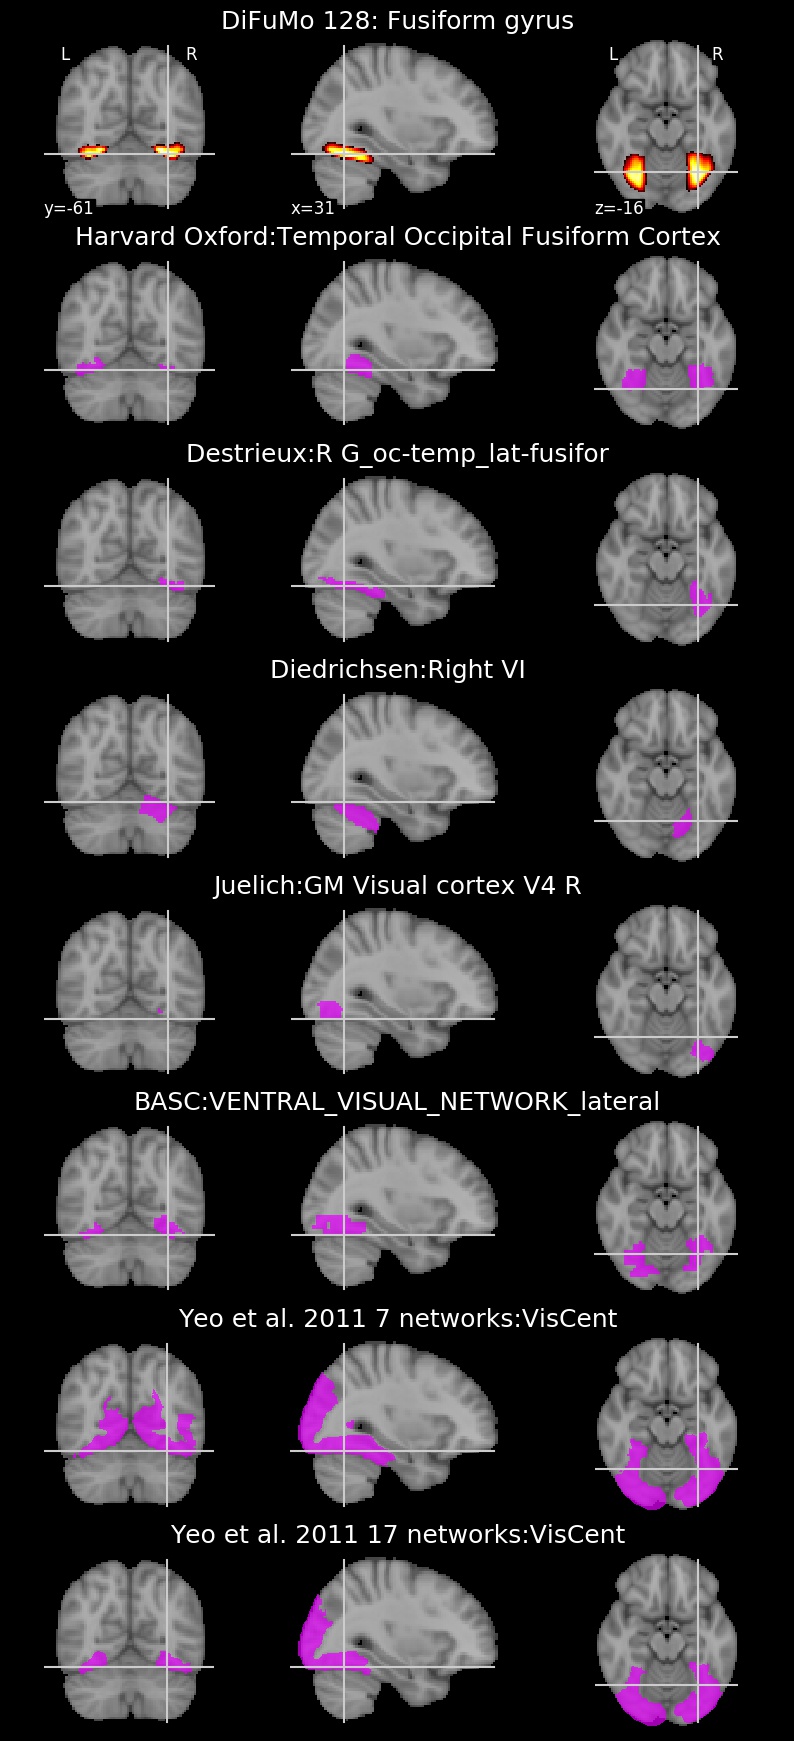 DiFuMo 128: Fusiform gyrus
L R L R
y=-61 x=31 z=-16
Harvard Oxford:Temporal Occipital Fusiform Cortex
Destrieux:R G_oc-temp_lat-fusifor
Diedrichsen:Right VI
Juelich:GM Visual cortex V4 R
BASC:VENTRAL_VISUAL_NETWORK_lateral
Yeo et al. 2011 7 networks:VisCent
Yeo et al. 2011 17 networks:VisCent